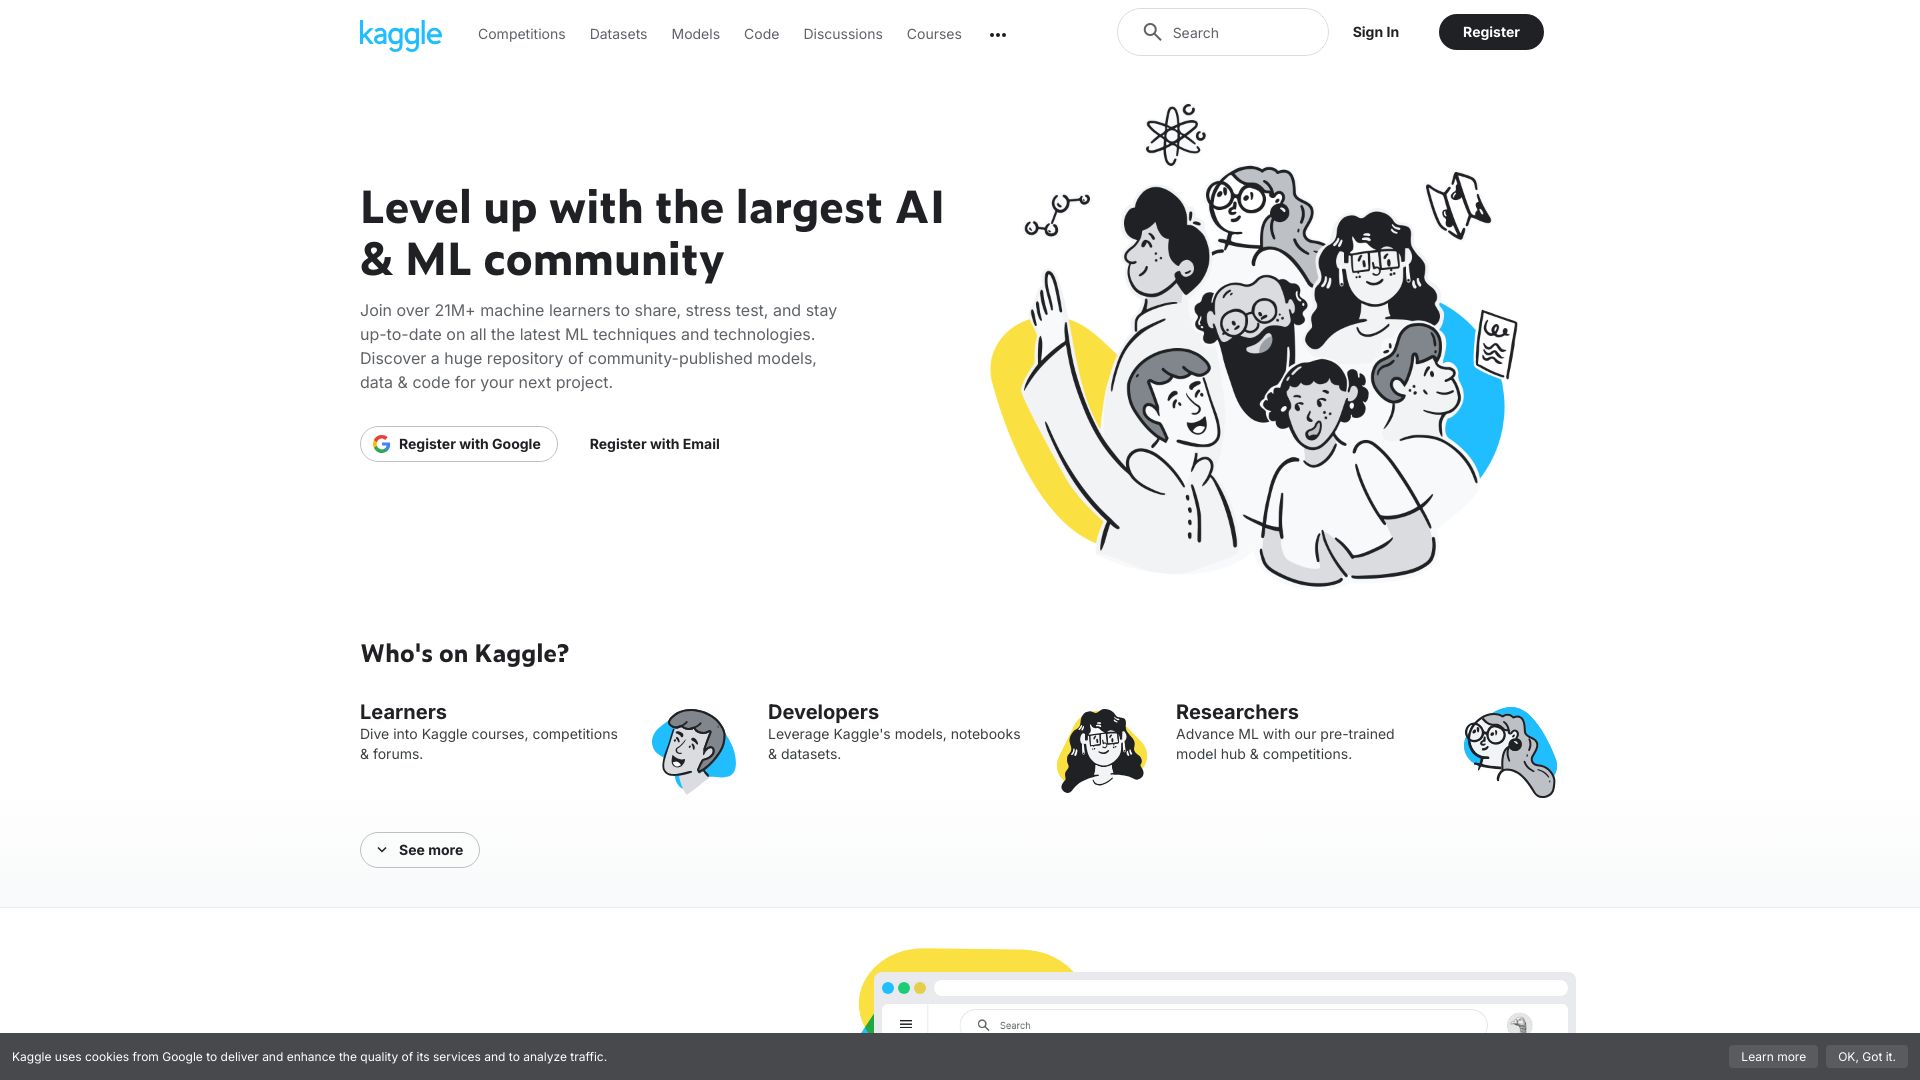 kaggle
Competitions
Datasets
Models
Code
Discussions
Courses
Search
Sign In
Register
Level up with the largest AI
& ML community
Join over 21M+ machine learners to share, stress test, and stay
up-to-date on all the latest ML techniques and technologies.
Discover a huge repository of community-published models,
data & code for your next project.
Register with Google
Register with Email
Who's on Kaggle?
Learners
Dive into Kaggle courses, competitions
& forums.
Developers
Leverage Kaggle's models, notebooks
& datasets.
Researchers
Advance ML with our pre-trained
model hub & competitions.
See more
Search
Kaggle uses cookies from Google to deliver and enhance the quality of its services and to analyze traffic.
Learn more
OK, Got it.